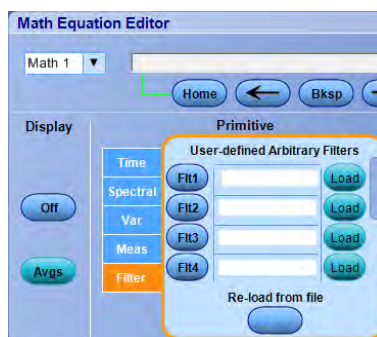 Math Equation Editor
Math 1
Home Bksp
Display Primitive
User-defined Arbitrary Filters
Time
Spectral
Var
Meas
Filter
Off
Avgs
Flt1 Load
Flt2 Load
Flt3 Load
Flt4 Load
Re-load from file